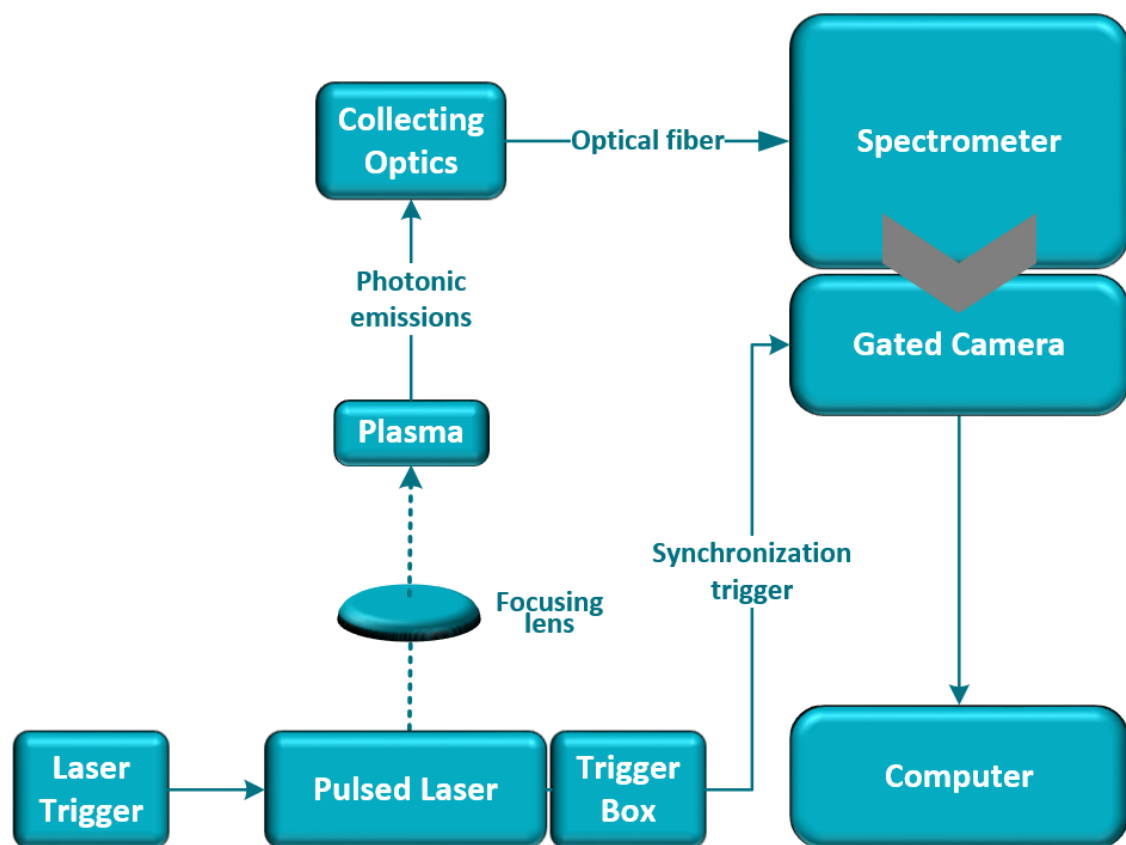 Collecting
Optics
Optical fiber
Spectrometer
Photonic
emissions
Gated Camera
Plasma
Synchronization
trigger
Focusing
lens
Laser
Trigger
Pulsed Laser
Trigger
Box
Computer